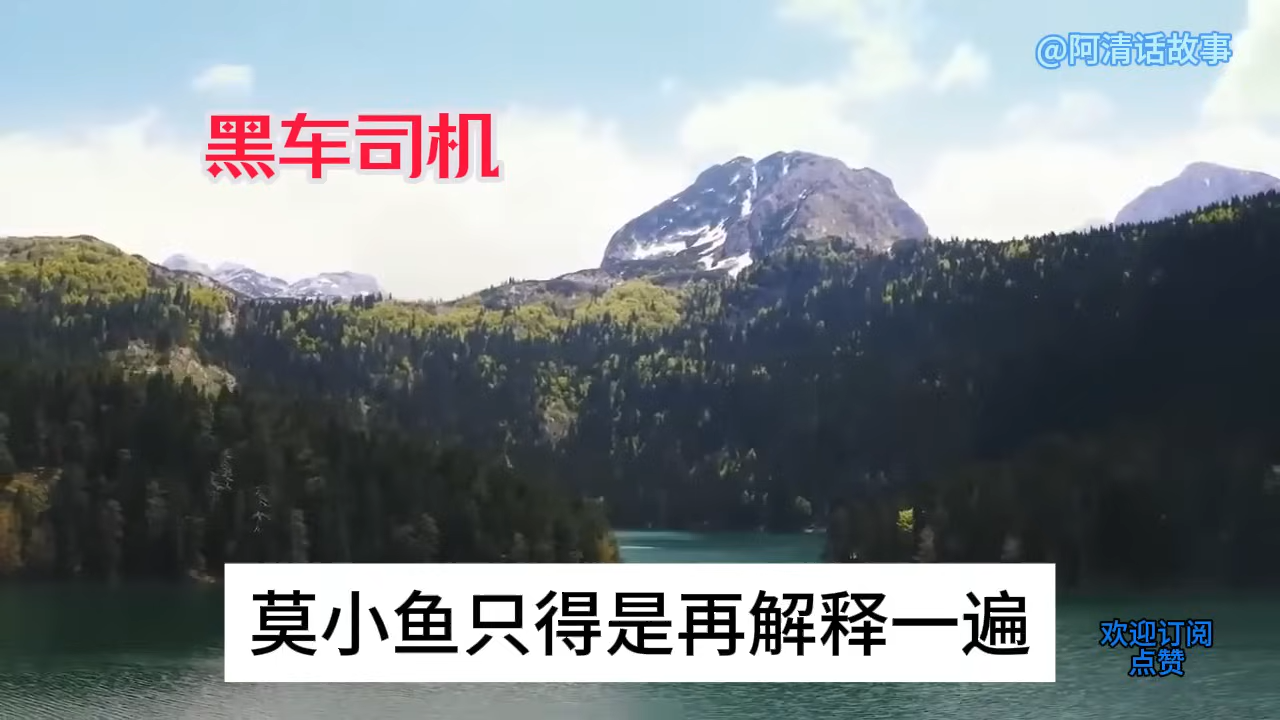 @阿清话故事
黑车司机
莫小鱼只得是再解释一遍
欢迎订阅
点赞